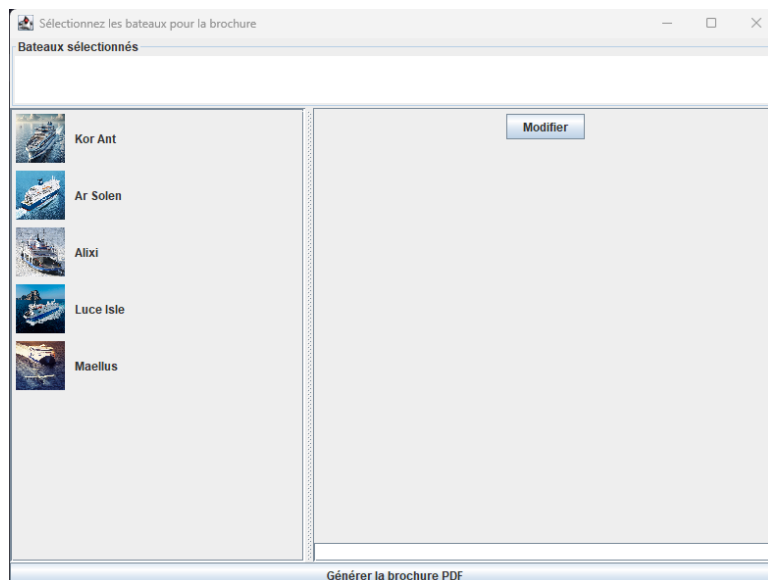 Sélectionnez les bateaux pour la brochure
Bateaux sélectionnés
Kor Ant
Ar Solen
Alixi
Luce Isle
Maellus
Modifier
Générer la brochure PDF